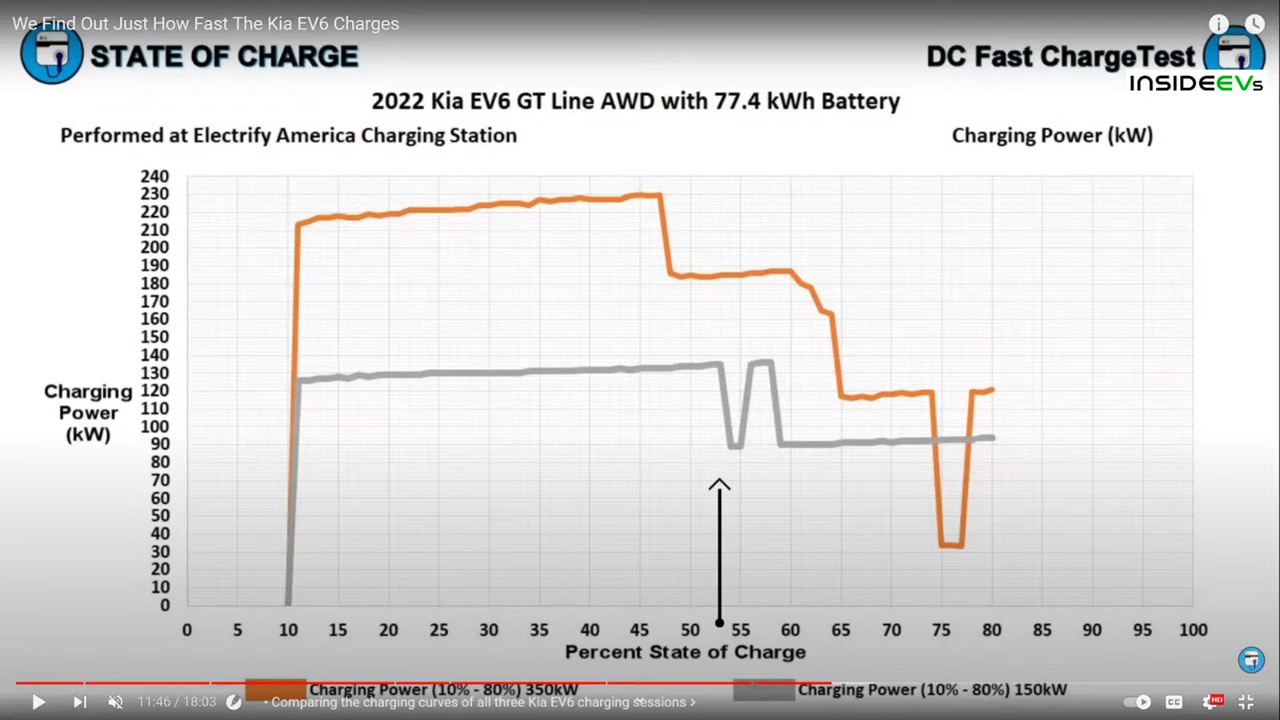 We Find Out Just How Fast The Kia EV6 Charges
STATE OF CHARGE
DC Fast ChargeTest
INSIDEEVs
2022 Kia EV6 GT Line AWD with 77.4 kWh Battery
Performed at Electrify America Charging Station
Charging Power (kW)
240
230
220
210
200
190
180
170
160
150
140
130
120
110
100
90
80
70
60
50
40
30
20
10
0
Charging
Power
(kW)
0 5 10 15 20 25 30 35 40 45 50 55 60 65 70 75 80 85 90 95 100
Percent State of Charge
Charging Power (10% - 80%) 350kW
Charging Power (10% - 80%) 150kW
11:46 / 18:03
• Comparing the charging curves of all three Kia EV6 charging sessions >
CC
HD